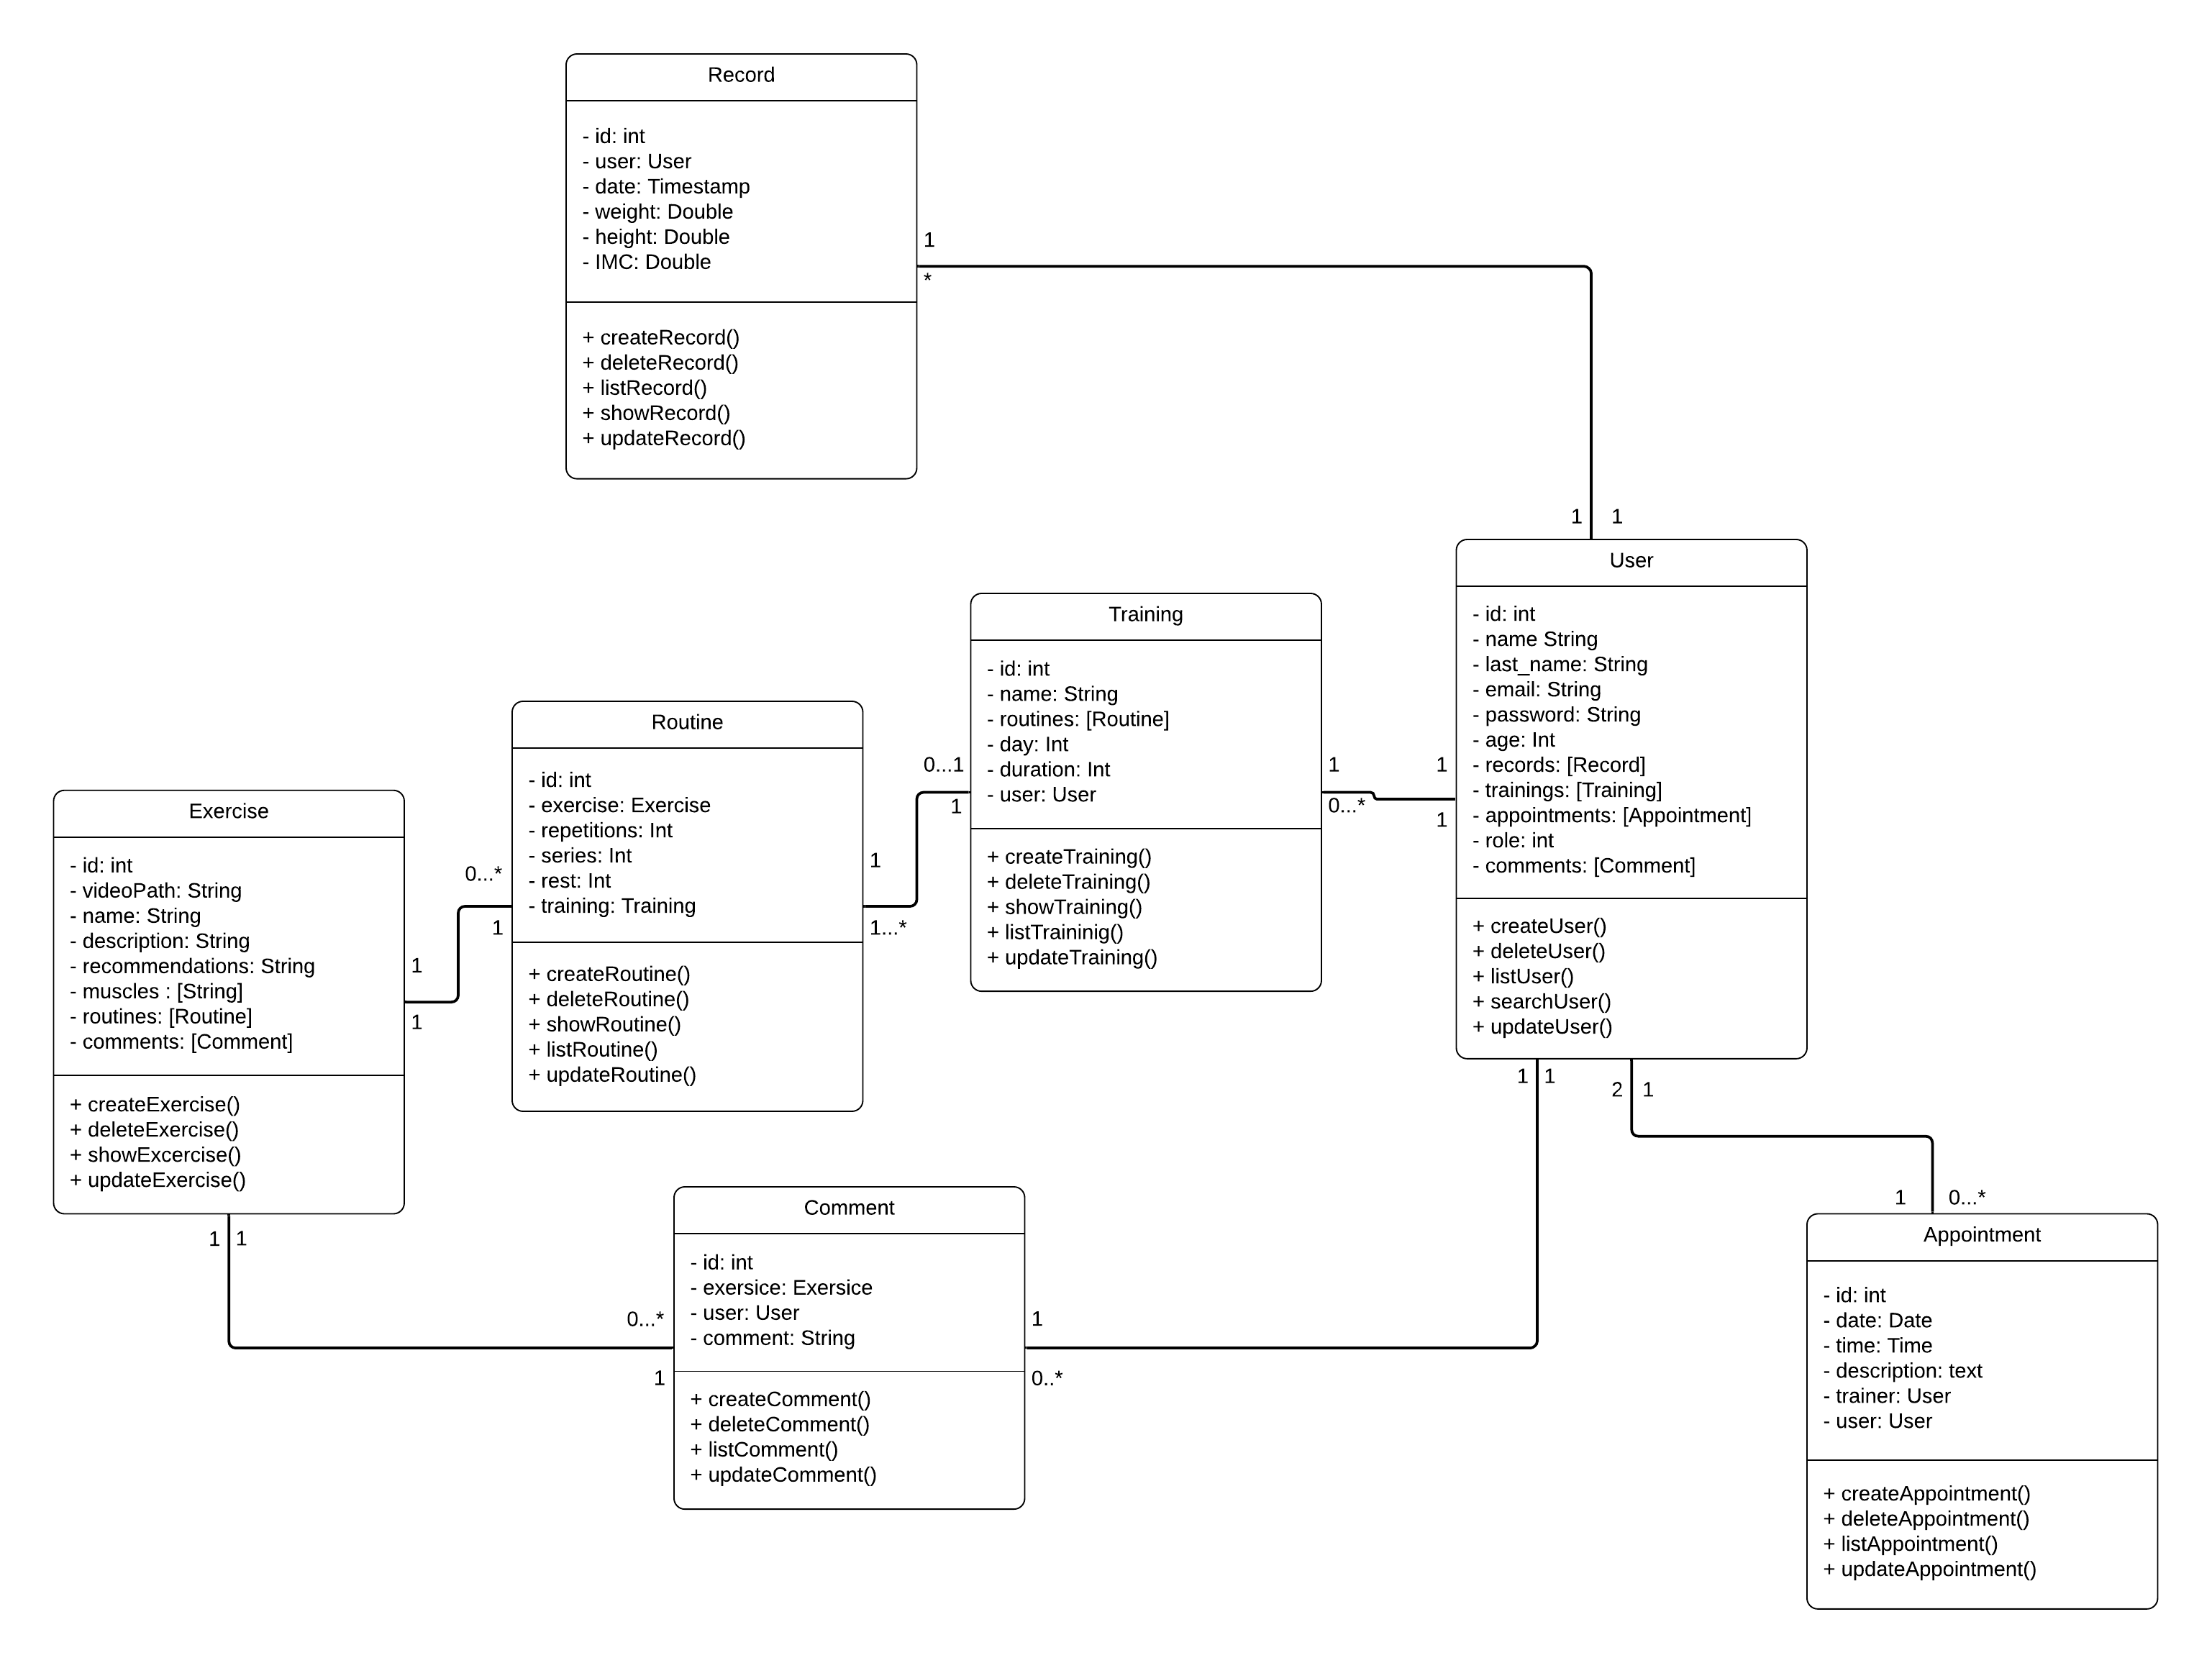 Record
- id: int
- user: User
- date: Timestamp
- weight: Double
- height: Double
- IMC: Double
+ createRecord()
+ deleteRecord()
+ listRecord()
+ showRecord()
+ updateRecord()
1
*
1 1
User
- id: int
- name String
- last_name: String
- email: String
- password: String
- age: Int
- records: [Record]
- trainings: [Training]
- appointments: [Appointment]
- role: int
- comments: [Comment]
+ createUser()
+ deleteUser()
+ listUser()
+ searchUser()
+ updateUser()
Training
- id: int
- name: String
- routines: [Routine]
- day: Int
- duration: Int
- user: User
+ createTraining()
+ deleteTraining()
+ showTraining()
+ listTraininig()
+ updateTraining()
1 1
0...* 1
0...1
1
1
1...*
Routine
- id: int
- exercise: Exercise
- repetitions: Int
- series: Int
- rest: Int
- training: Training
+ createRoutine()
+ deleteRoutine()
+ showRoutine()
+ listRoutine()
+ updateRoutine()
0...*
1
1
1
Exercise
- id: int
- videoPath: String
- name: String
- description: String
- recommendations: String
- muscles : [String]
- routines: [Routine]
- comments: [Comment]
+ createExercise()
+ deleteExercise()
+ showExcercise()
+ updateExercise()
1 1
0...*
1
Comment
- id: int
- exersice: Exersice
- user: User
- comment: String
+ createComment()
+ deleteComment()
+ listComment()
+ updateComment()
1
0..*
1 1
2 1
1 0...*
Appointment
- id: int
- date: Date
- time: Time
- description: text
- trainer: User
- user: User
+ createAppointment()
+ deleteAppointment()
+ listAppointment()
+ updateAppointment()